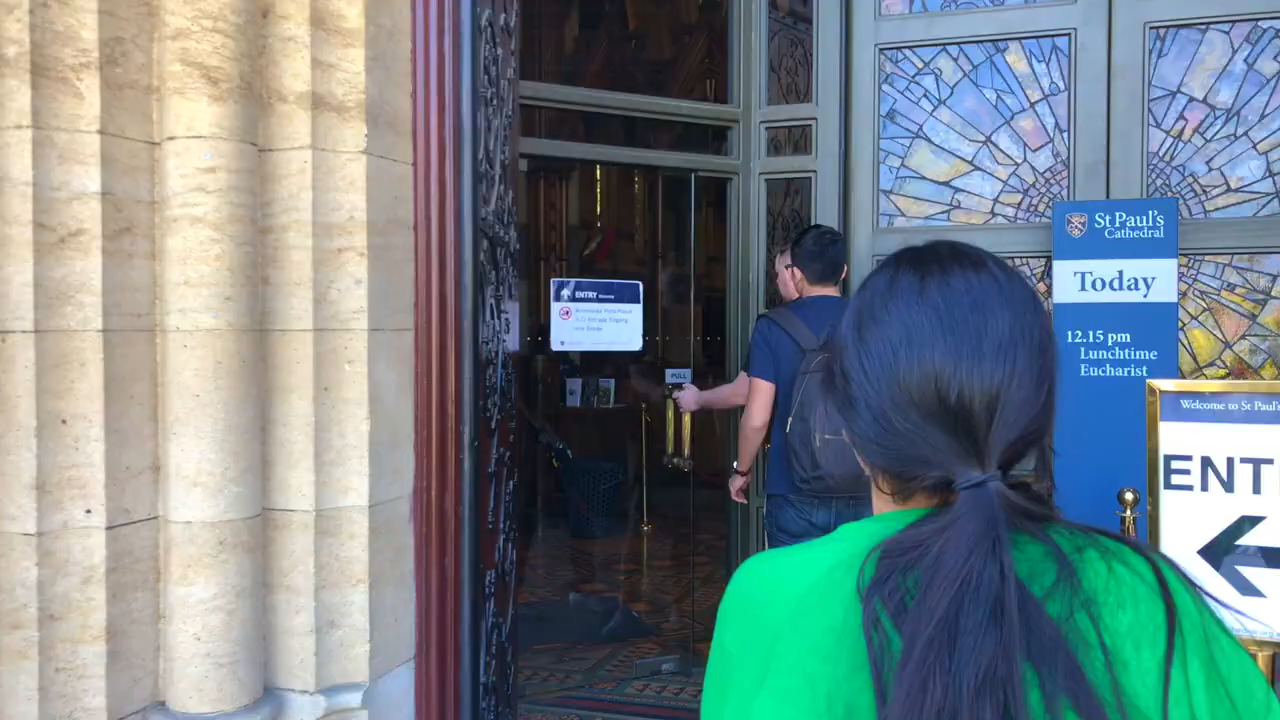 ENTRY
PULL
St Paul's
Cathedral
Today
12.15 pm
Lunchtime
Eucharist
Welcome to St Paul's
ENT